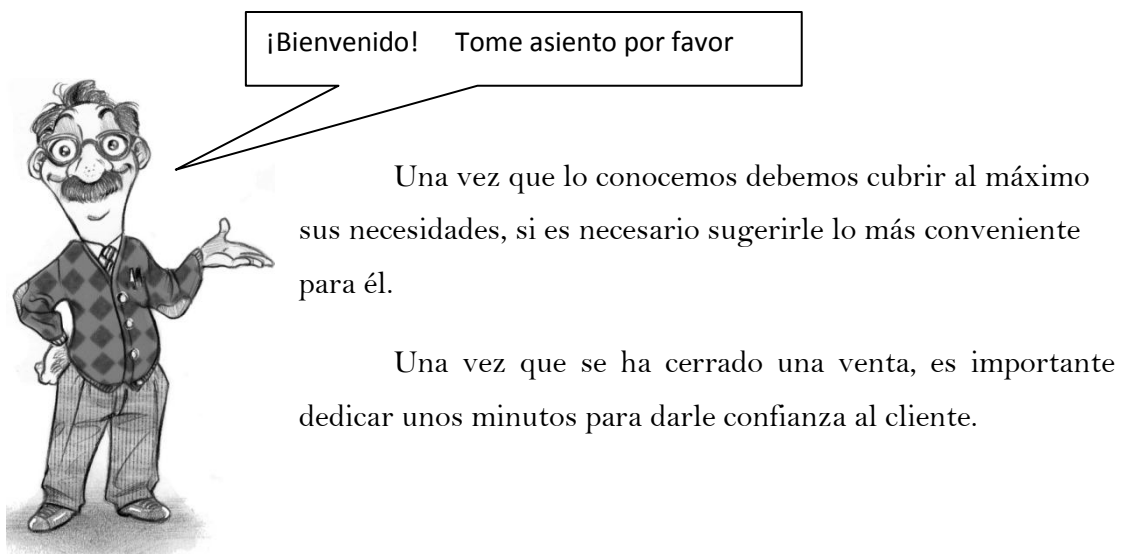 ¡Bienvenido! Tome asiento por favor
Una vez que lo conocemos debemos cubrir al máximo
sus necesidades, si es necesario sugerirle lo más conveniente
para él.
Una vez que se ha cerrado una venta, es importante
dedicar unos minutos para darle confianza al cliente.